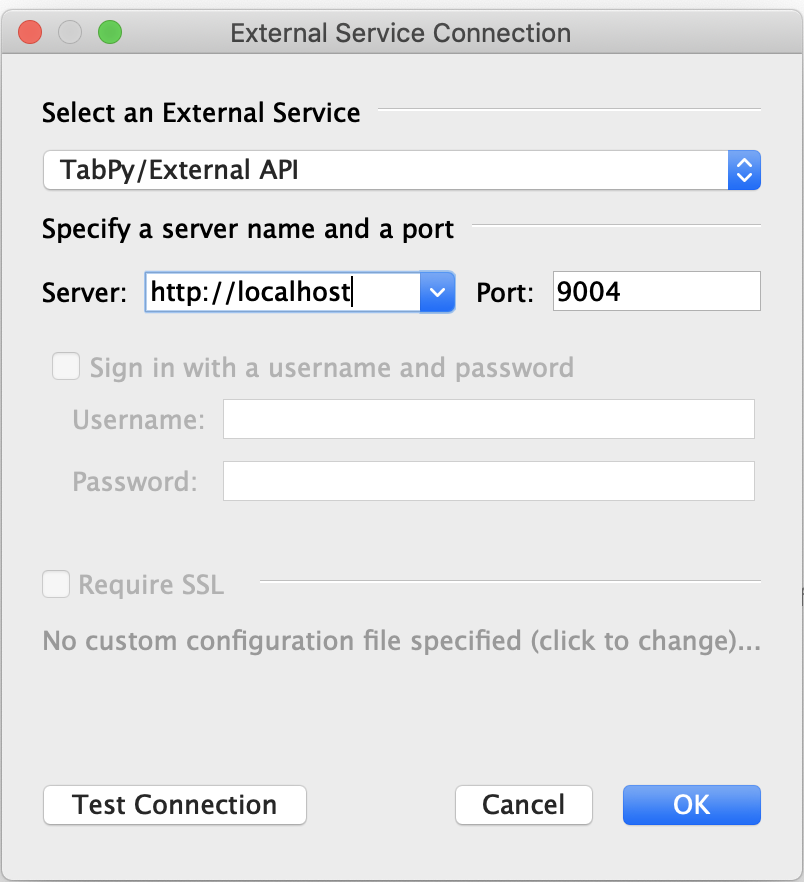 External Service Connection
Select an External Service
TabPy/External API
Specify a server name and a port
Server: http://localhost Port: 9004
Sign in with a username and password
Username:
Password:
Require SSL
No custom configuration file specified (click to change)...
Test Connection Cancel OK